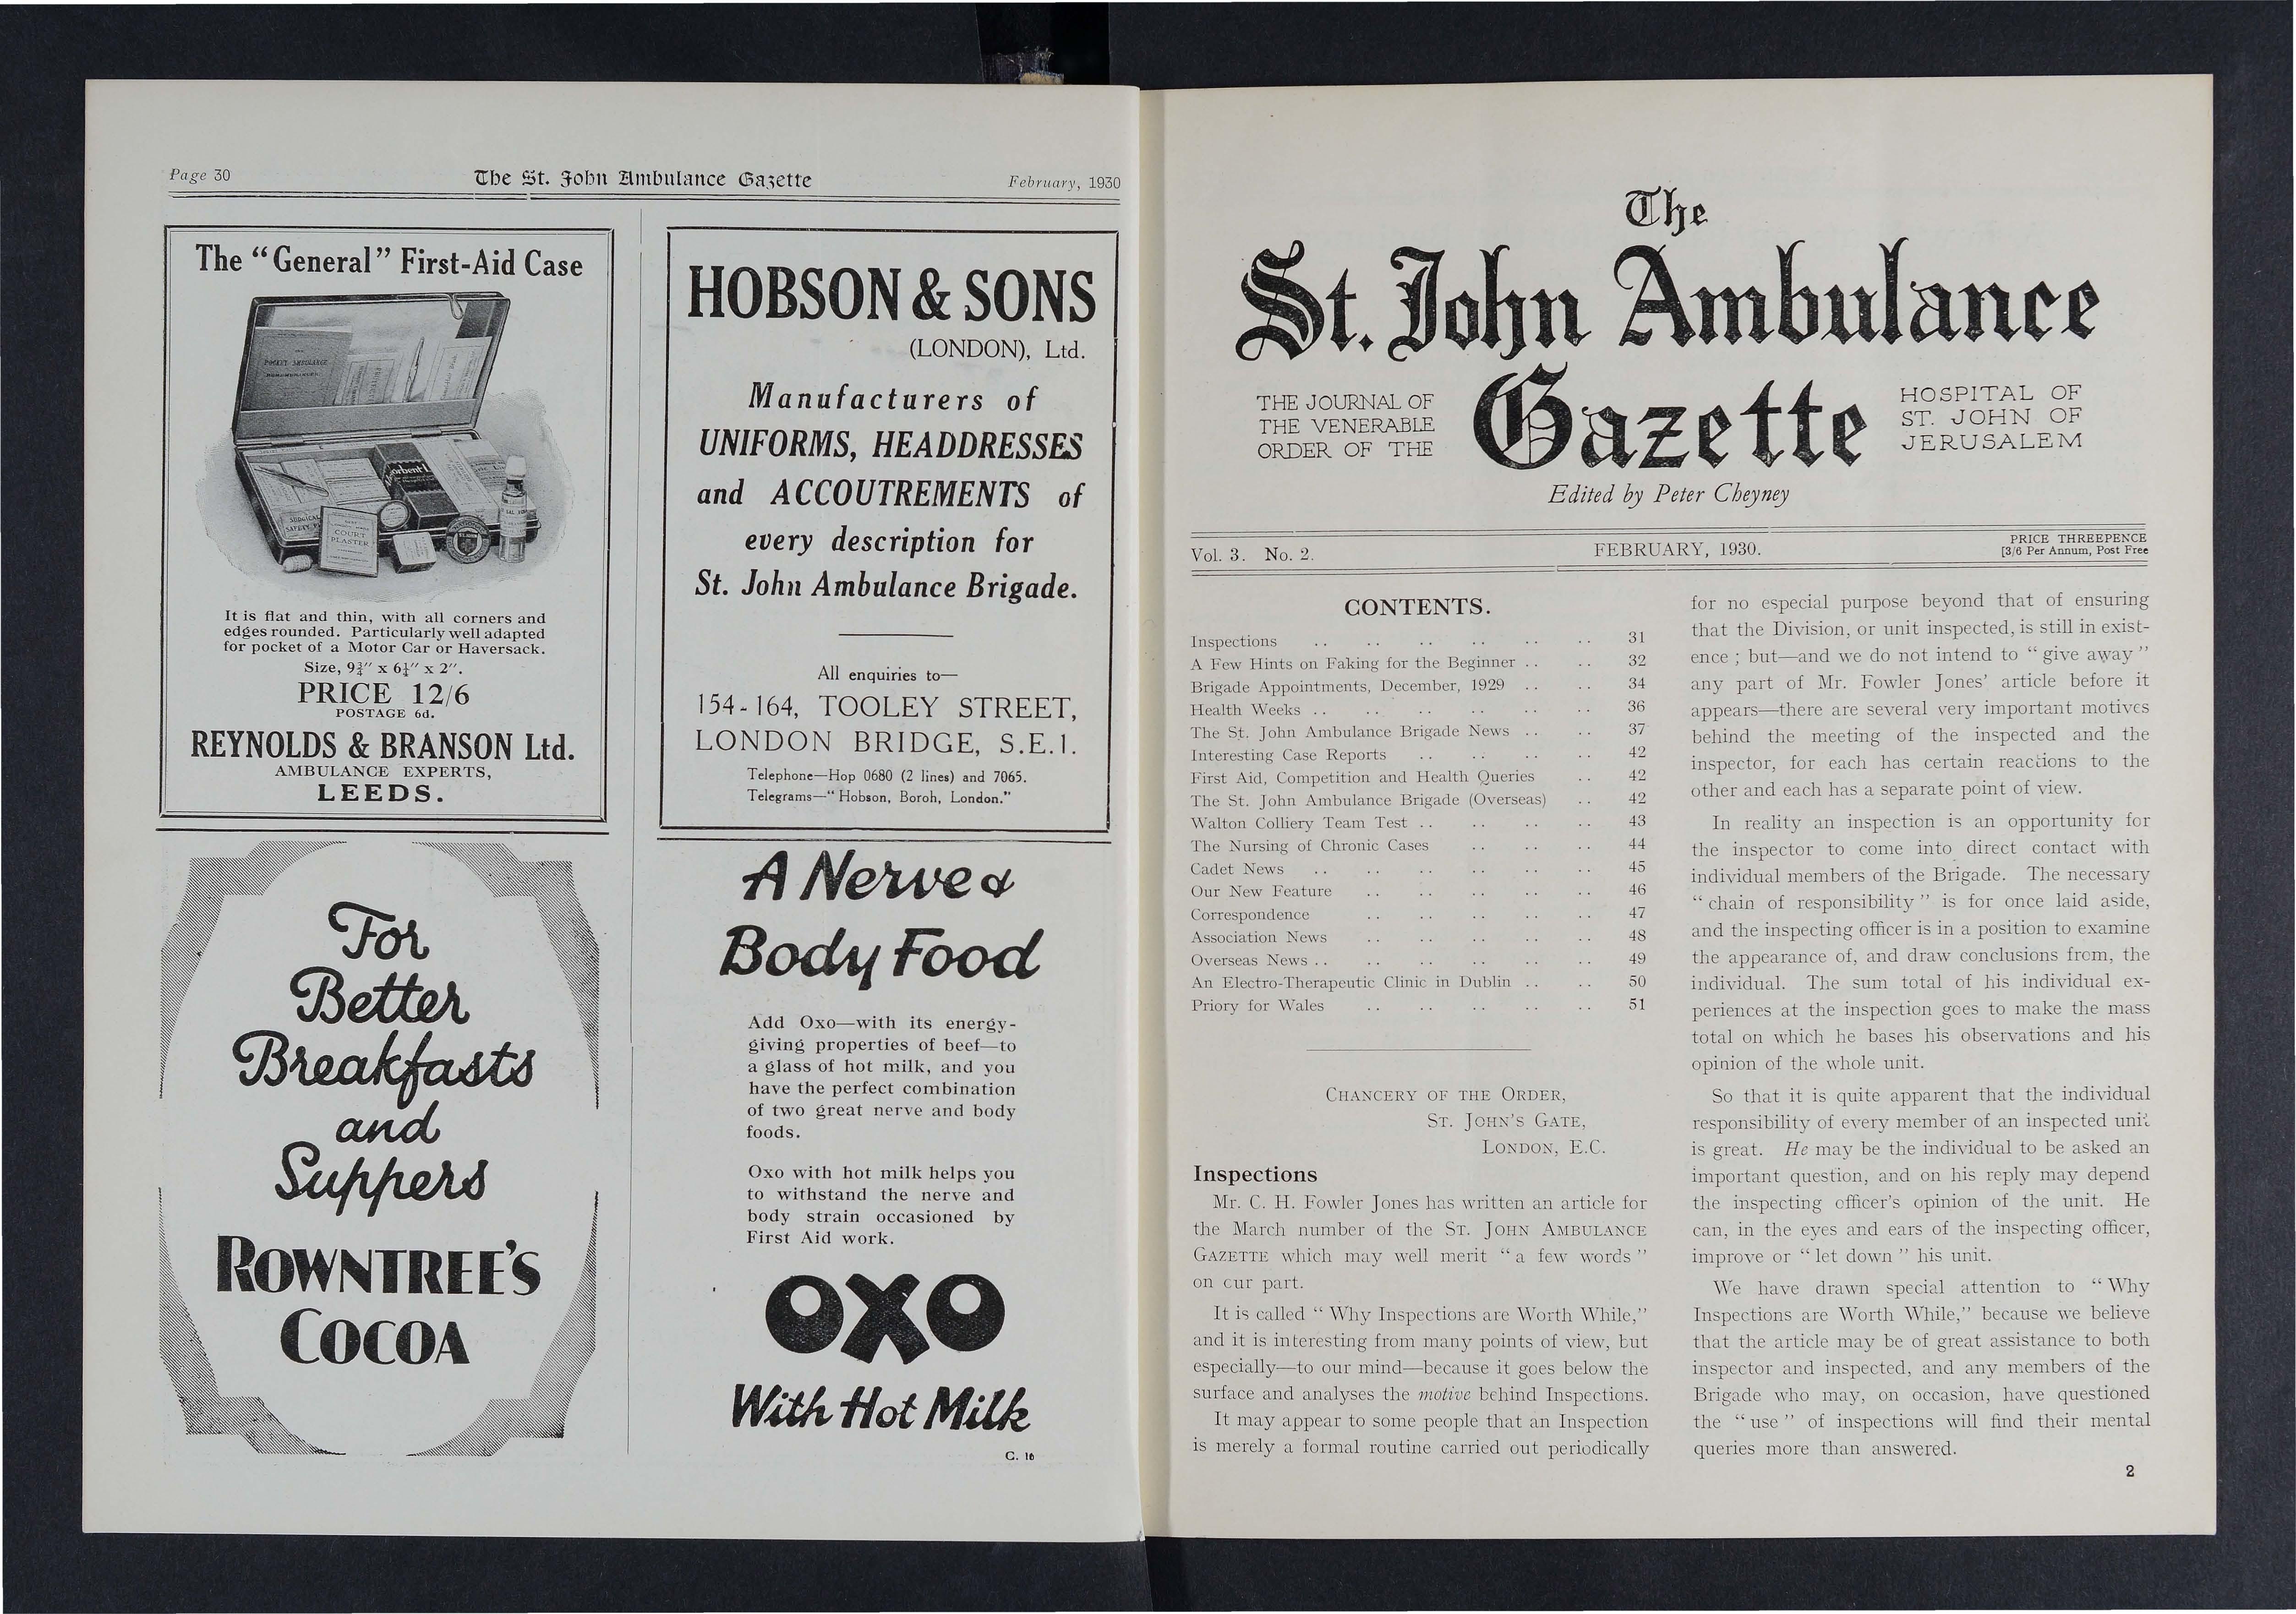 Page 30
The St. John Ambulance Gazette
February, 1930
The "General" First-Aid Case
POCKET AMBULANCE
COURT
PLASTER
It is flat and thin, with all corners and
edges rounded. Particularly well adapted
for pocket of a Motor Car or Haversack.
Size, 9¾" x 6¼" x 2".
PRICE 12/6
POSTAGE 6d.
REYNOLDS & BRANSON Ltd.
AMBULANCE EXPERTS,
LEEDS.
For
Better
Breakfasts
and
Suppers
ROWNTREE'S
COCOA
HOBSON & SONS
(LONDON), Ltd.
Manufacturers of
UNIFORMS, HEADDRESSES
and ACCOUTREMENTS of
every description for
St. John Ambulance Brigade.
All enquiries to—
154-164, TOOLEY STREET,
LONDON BRIDGE, S.E.1.
Telephone—Hop 0680 (2 lines) and 7065.
Telegrams—"Hobson, Boroh, London."
A Nerve &
Body Food
Add Oxo—with its energy-
giving properties of beef—to
a glass of hot milk, and you
have the perfect combination
of two great nerve and body
foods.
Oxo with hot milk helps you
to withstand the nerve and
body strain occasioned by
First Aid work.
OXO
With Hot Milk
C. 16
The
St. John Ambulance
Gazette
THE JOURNAL OF
THE VENERABLE
ORDER OF THE
HOSPITAL OF
ST. JOHN OF
JERUSALEM
Edited by Peter Cheyney
Vol. 3. No. 2.
FEBRUARY, 1930.
PRICE THREEPENCE
[3/6 Per Annum, Post Free
CONTENTS.
Inspections .. .. .. .. .. .. 31
A Few Hints on Faking for the Beginner .. .. 32
Brigade Appointments, December, 1929 .. .. 34
Health Weeks .. .. .. .. .. .. 36
The St. John Ambulance Brigade News .. .. 37
Interesting Case Reports .. .. .. .. 42
First Aid, Competition and Health Queries .. 42
The St. John Ambulance Brigade (Overseas) .. 42
Walton Colliery Team Test .. .. .. .. 43
The Nursing of Chronic Cases .. .. .. 44
Cadet News .. .. .. .. .. .. 45
Our New Feature .. .. .. .. .. 46
Correspondence .. .. .. .. .. 47
Association News .. .. .. .. .. 48
Overseas News .. .. .. .. .. .. 49
An Electro-Therapeutic Clinic in Dublin .. .. 50
Priory for Wales .. .. .. .. .. 51
CHANCERY OF THE ORDER,
ST. JOHN'S GATE,
LONDON, E.C.
Inspections
Mr. C. H. Fowler Jones has written an article for
the March number of the ST. JOHN AMBULANCE
GAZETTE which may well merit "a few words"
on our part.
It is called "Why Inspections are Worth While,"
and it is interesting from many points of view, but
especially—to our mind—because it goes below the
surface and analyses the motive behind Inspections.
It may appear to some people that an Inspection
is merely a formal routine carried out periodically
for no especial purpose beyond that of ensuring
that the Division, or unit inspected, is still in exist-
ence; but—and we do not intend to "give away"
any part of Mr. Fowler Jones' article before it
appears—there are several very important motives
behind the meeting of the inspected and the
inspector, for each has certain reactions to the
other and each has a separate point of view.
In reality an inspection is an opportunity for
the inspector to come into direct contact with
individual members of the Brigade. The necessary
"chain of responsibility" is for once laid aside,
and the inspecting officer is in a position to examine
the appearance of, and draw conclusions from, the
individual. The sum total of his individual ex-
periences at the inspection goes to make the mass
total on which he bases his observations and his
opinion of the whole unit.
So that it is quite apparent that the individual
responsibility of every member of an inspected unit
is great. He may be the individual to be asked an
important question, and on his reply may depend
the inspecting officer's opinion of the unit. He
can, in the eyes and ears of the inspecting officer,
improve or "let down" his unit.
We have drawn special attention to "Why
Inspections are Worth While," because we believe
that the article may be of great assistance to both
inspector and inspected, and any members of the
Brigade who may, on occasion, have questioned
the "use" of inspections will find their mental
queries more than answered.
2